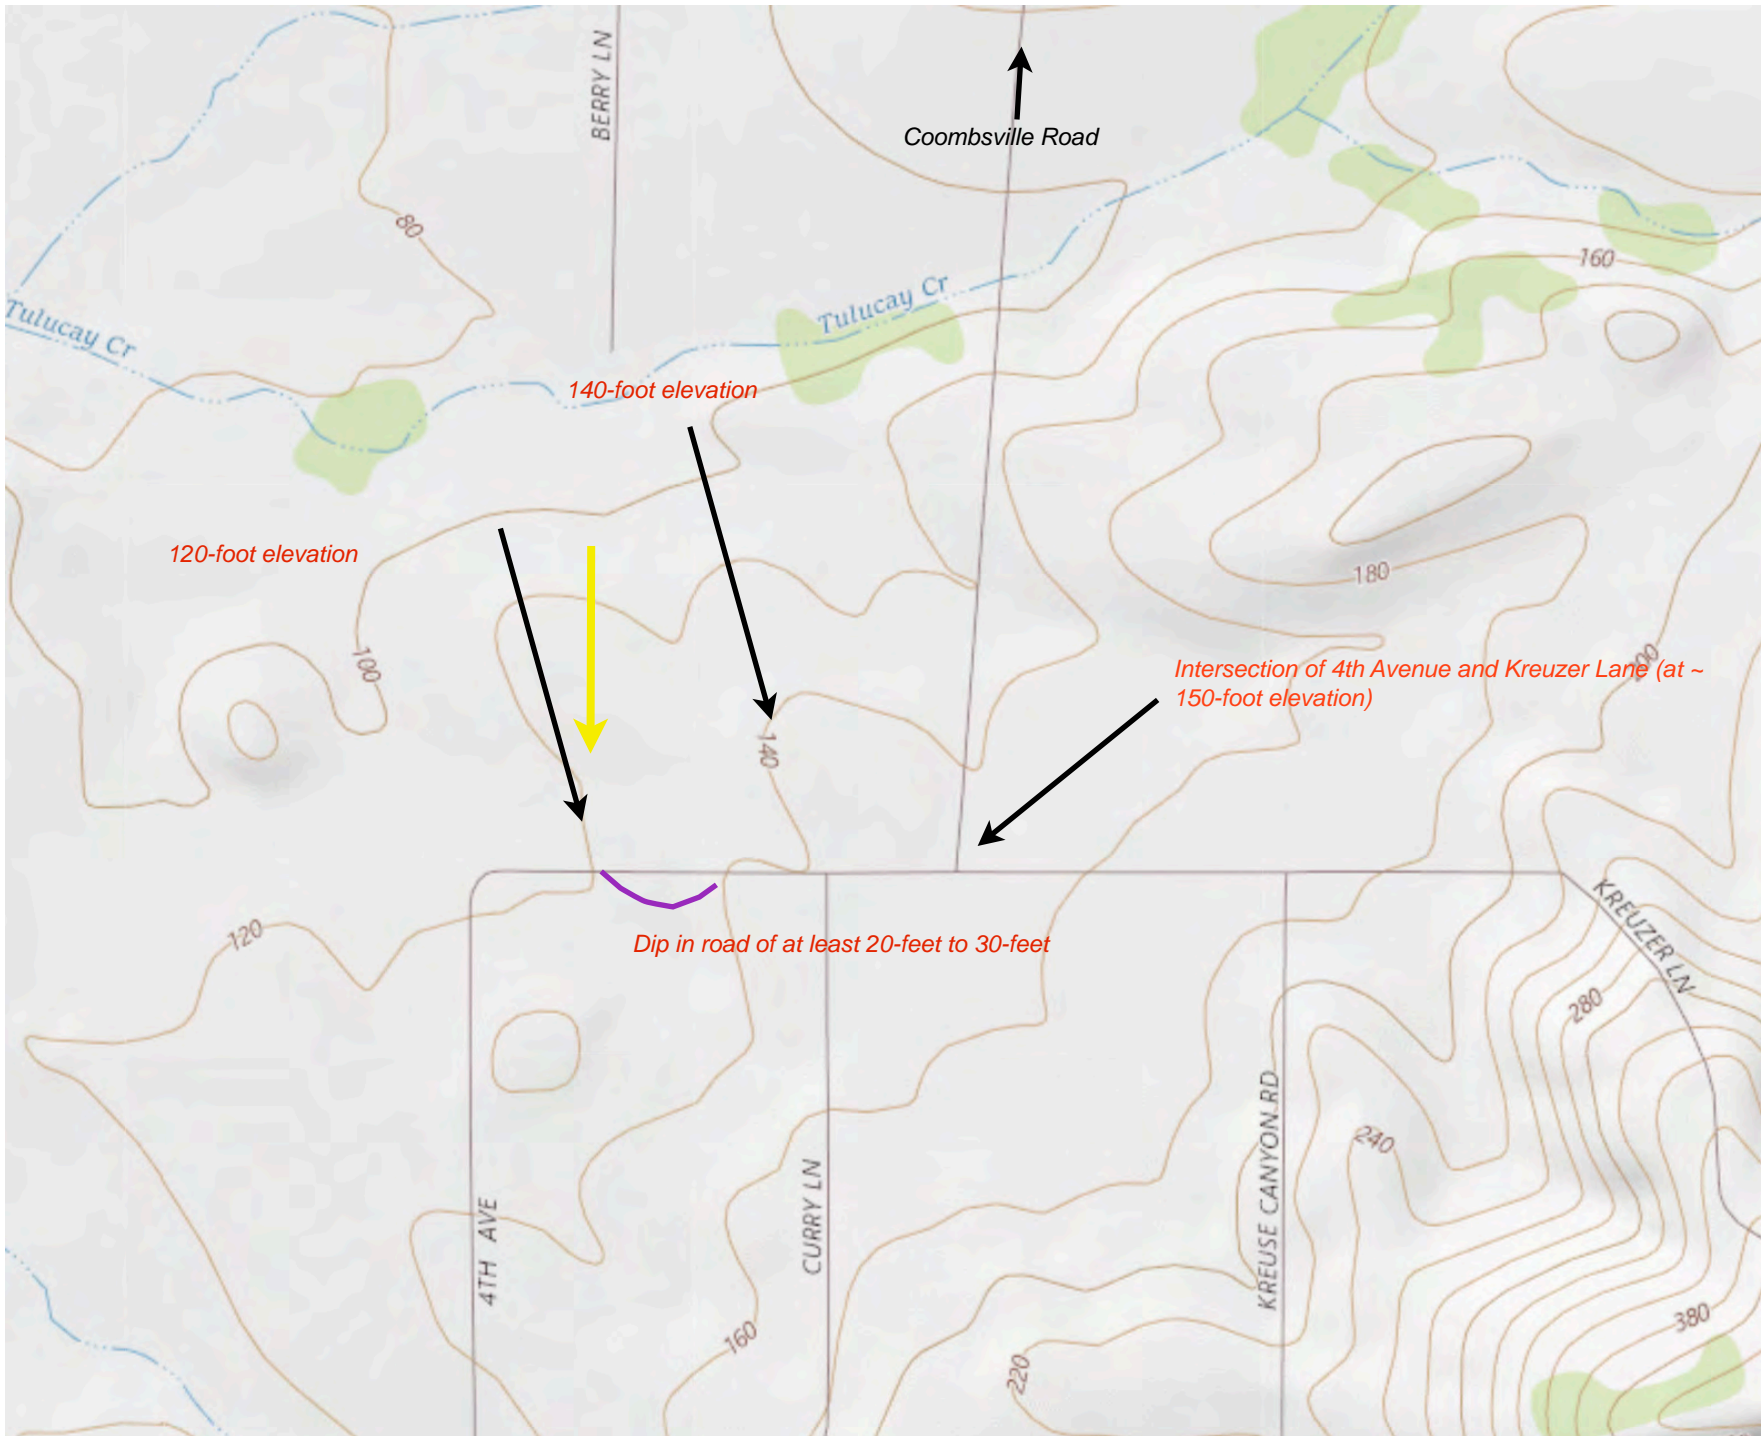 BERRY LN
Coombsville Road
80
160
Tulucay Cr
Tulucay Cr
140-foot elevation
120-foot elevation
180
100
200
Intersection of 4th Avenue and Kreuzer Lane (at ~
150-foot elevation)
140
KREUZER LN
120
Dip in road of at least 20-feet to 30-feet
280
240
4TH AVE
CURRY LN
KREUSE CANYON RD
160
220
380